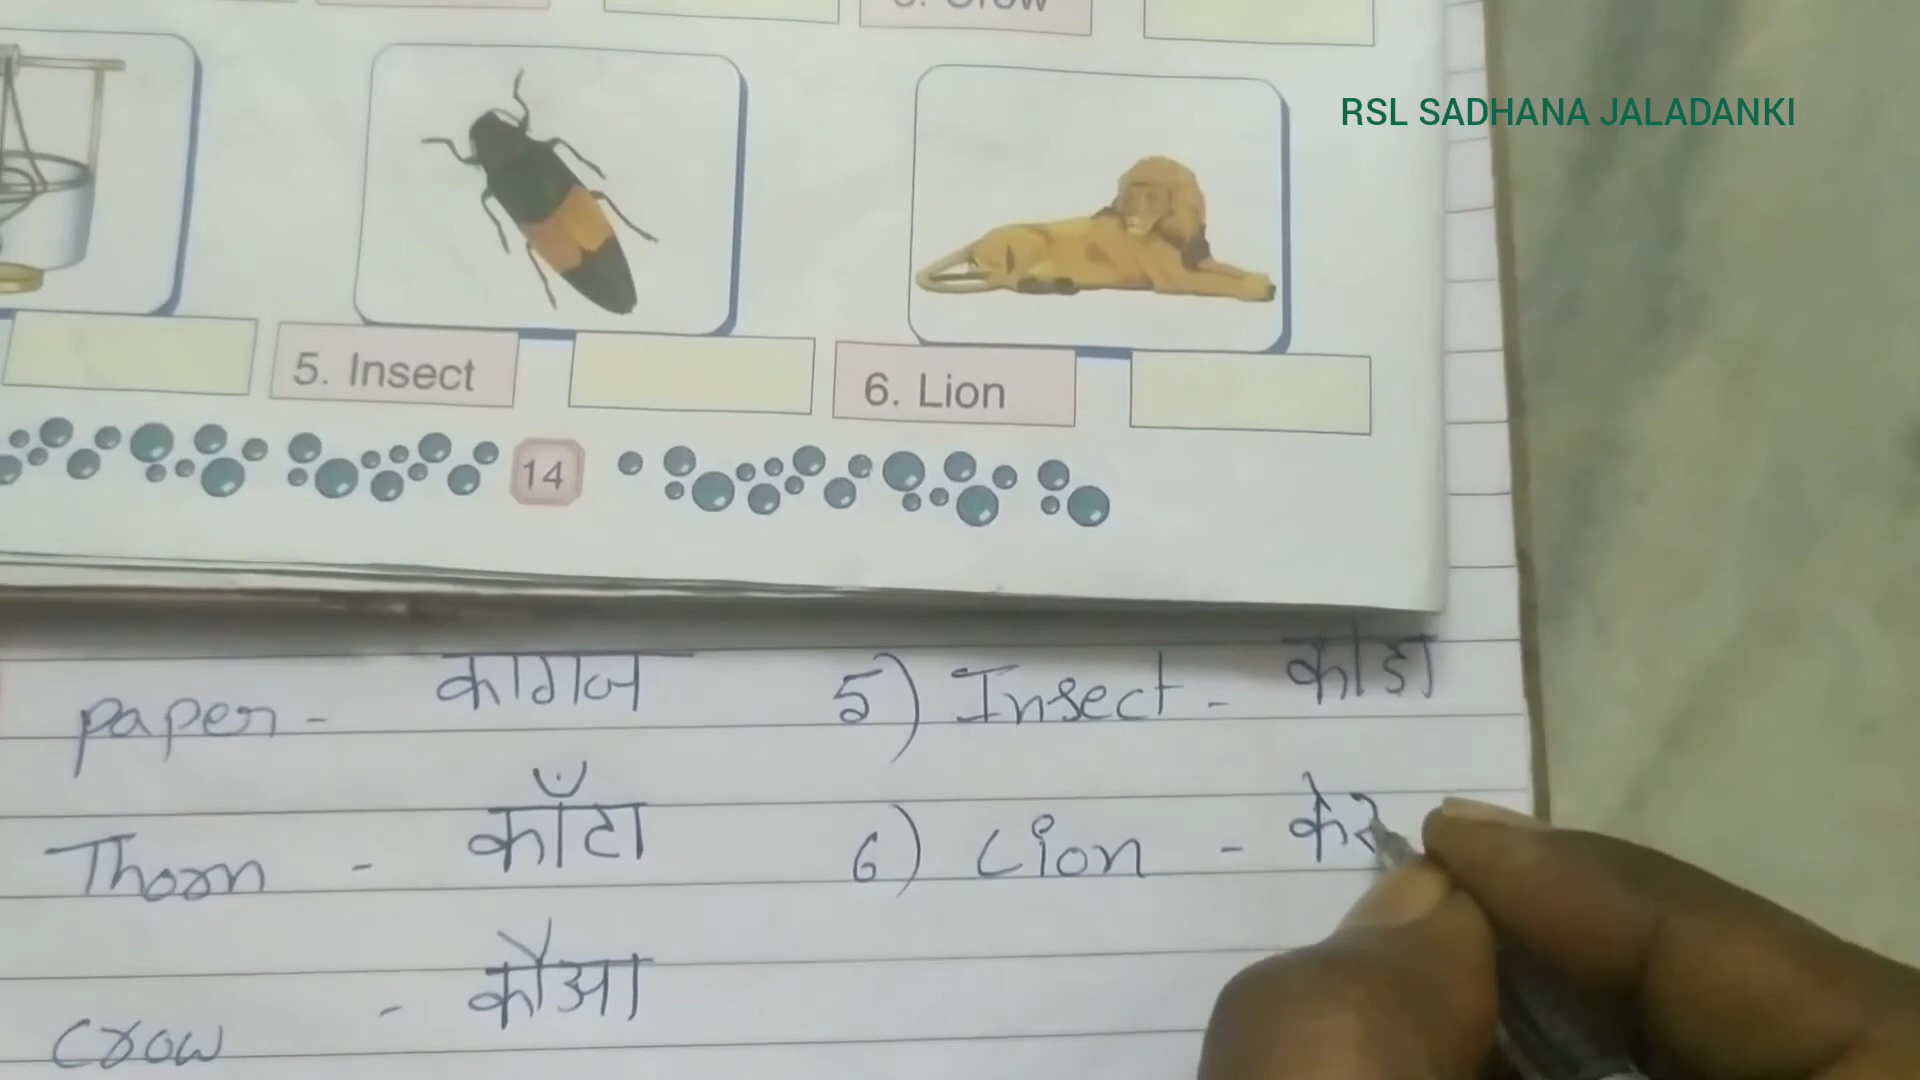 RSL SADHANA JALADANKI
5. Insect
6. Lion
14
paper - कागज
5) Insect - कीड़ा
Thorn - काँटा
6) Lion - के
crow - कौआ